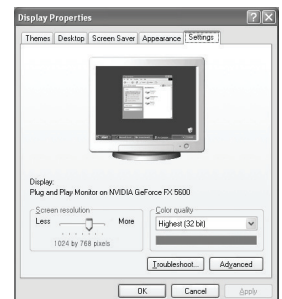 Display Properties
Themes Desktop Screen Saver Appearance Settings
Display:
Plug and Play Monitor on NVIDIA GeForce FX 5600
Screen resolution
Less More
1024 by 768 pixels
Color quality
Highest (32 bit)
Troubleshoot... Advanced
OK Cancel Apply